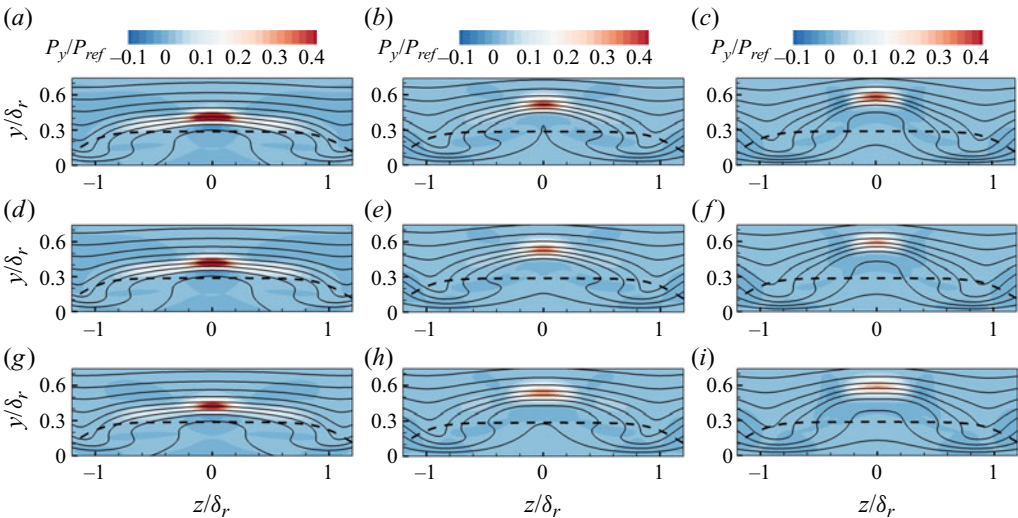 (a) (b) (c)
P_y/P_ref –0.1 0 0.1 0.2 0.3 0.4 P_y/P_ref –0.1 0 0.1 0.2 0.3 0.4 P_y/P_ref –0.1 0 0.1 0.2 0.3 0.4
y/δ_r 0.6 0.3 0
–1 0 1 –1 0 1 –1 0 1
(d) (e) (f)
y/δ_r 0.6 0.3 0
–1 0 1 –1 0 1 –1 0 1
(g) (h) (i)
y/δ_r 0.6 0.3 0
–1 0 1 –1 0 1 –1 0 1
z/δ_r z/δ_r z/δ_r